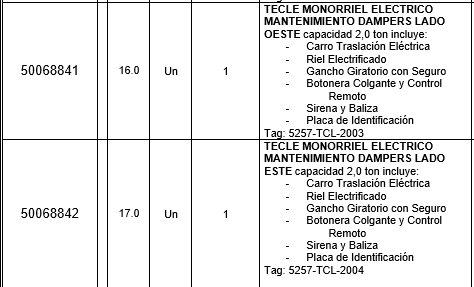 50068841
16.0
Un
1
TECLE MONORRIEL ELECTRICO
MANTENIMIENTO DAMPERS LADO
OESTE capacidad 2,0 ton incluye:
- Carro Traslación Eléctrica
- Riel Electrificado
- Gancho Giratorio con Seguro
- Botonera Colgante y Control
Remoto
- Sirena y Baliza
- Placa de Identificación
Tag: 5257-TCL-2003
50068842
17.0
Un
1
TECLE MONORRIEL ELECTRICO
MANTENIMIENTO DAMPERS LADO
ESTE capacidad 2,0 ton incluye:
- Carro Traslación Eléctrica
- Riel Electrificado
- Gancho Giratorio con Seguro
- Botonera Colgante y Control
Remoto
- Sirena y Baliza
- Placa de Identificación
Tag: 5257-TCL-2004